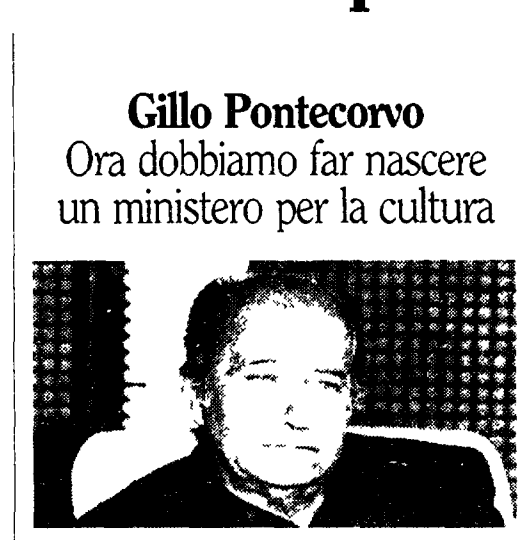 Gillo Pontecorvo
Ora dobbiamo far nascere
un ministero per la cultura